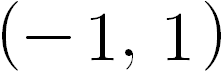 (− 1, 1)